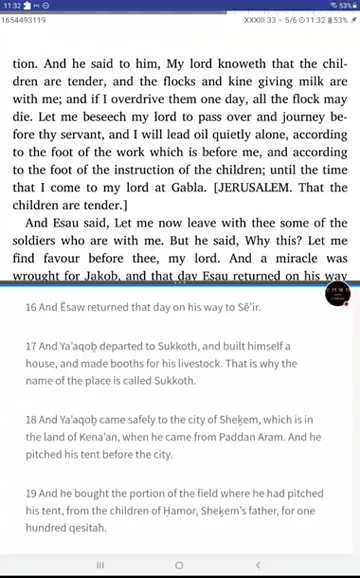 11:32
53%
1654493119
XXXIII.33 – 5/6 11:32 53%
tion. And he said to him, My lord knoweth that the chil-
dren are tender, and the flocks and kine giving milk are
with me; and if I overdrive them one day, all the flock may
die. Let me beseech my lord to pass over and journey be-
fore thy servant, and I will lead oil quietly alone, according
to the foot of the work which is before me, and according
to the foot of the instruction of the children; until the time
that I come to my lord at Gabla. [JERUSALEM. That the
children are tender.]
And Esau said, Let me now leave with thee some of the
soldiers who are with me. But he said, Why this? Let me
find favour before thee, my lord. And a miracle was
wrought for Jakob, and that day Esau returned on his way
16 And Ěsaw returned that day on his way to Sě'ir.
17 And Ya'aqoḇ departed to Sukkoth, and built himself a
house, and made booths for his livestock. That is why the
name of the place is called Sukkoth.
18 And Ya'aqoḇ came safely to the city of Sheḵem, which is in
the land of Kena'an, when he came from Paddan Aram. And he
pitched his tent before the city.
19 And he bought the portion of the field where he had pitched
his tent, from the children of Ḥamor, Sheḵem's father, for one
hundred qesitah.